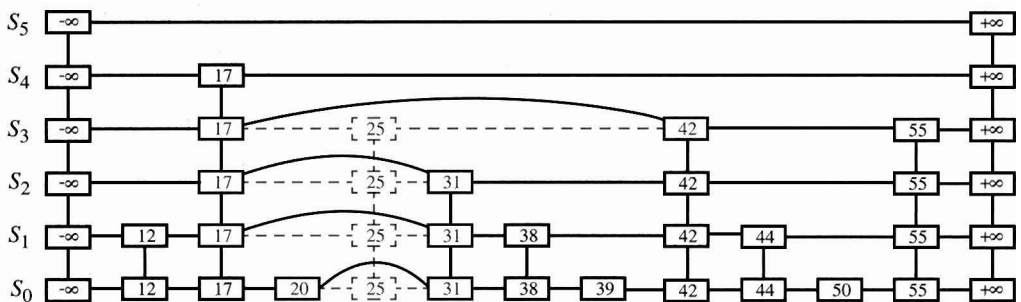 S5 -∞ +∞
S4 -∞ 17 +∞
S3 -∞ 17 25 42 55 +∞
S2 -∞ 17 25 31 42 55 +∞
S1 -∞ 12 17 25 31 38 42 44 55 +∞
S0 -∞ 12 17 20 25 31 38 39 42 44 50 55 +∞